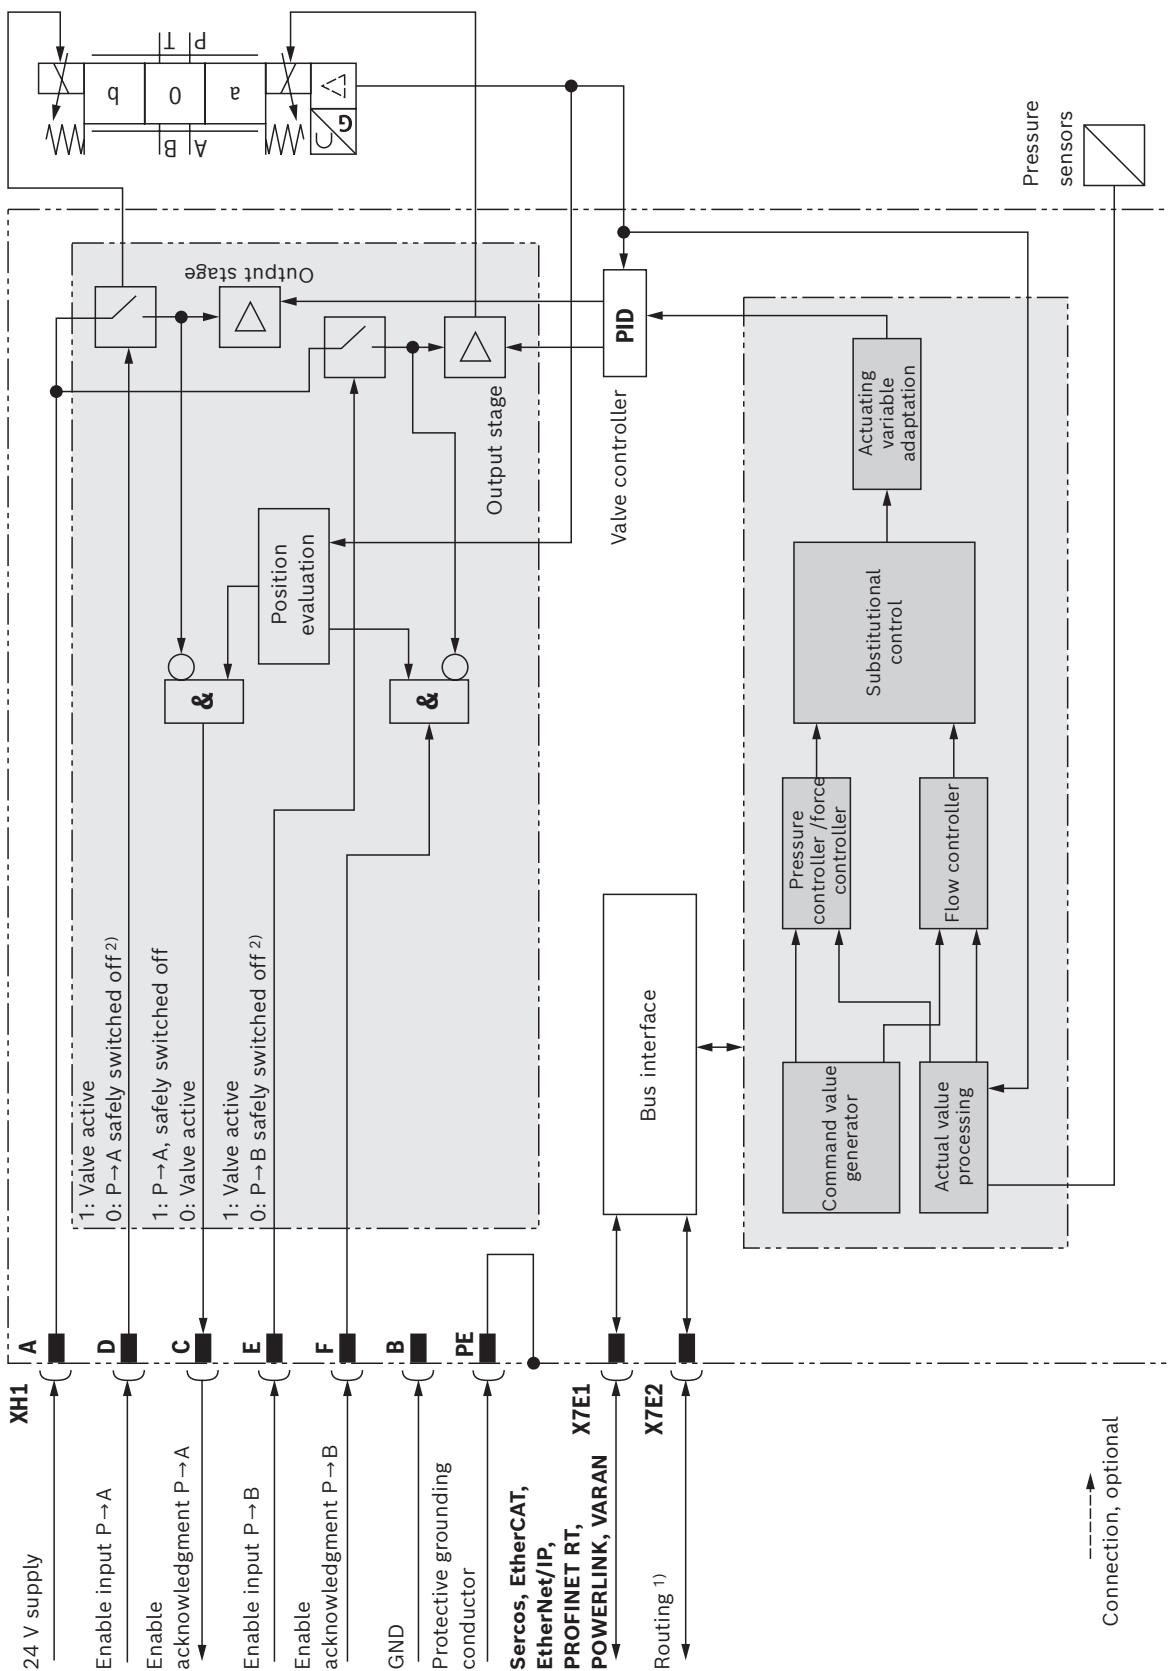 XH1
24 V supply
A
Enable input P→A
D
Enable
acknowledgment P→A
C
Enable input P→B
E
Enable
acknowledgment P→B
F
GND
B
Protective grounding
conductor
PE
Sercos, EtherCAT,
EtherNet/IP,
PROFINET RT,
POWERLINK, VARAN
X7E1
Routing 1)
X7E2
1: Valve active
0: P→A safely switched off 2)
1: P→A, safely switched off
0: Valve active
1: Valve active
0: P→B safely switched off 2)
&
&
Position
evaluation
Output stage
Output stage
b
0
a
T
P
B
A
U
G
PID
Valve controller
Bus interface
Command value
generator
Actual value
processing
Pressure
controller /force
controller
Flow controller
Substitutional
control
Actuating
variable
adaptation
Pressure
sensors
Connection, optional